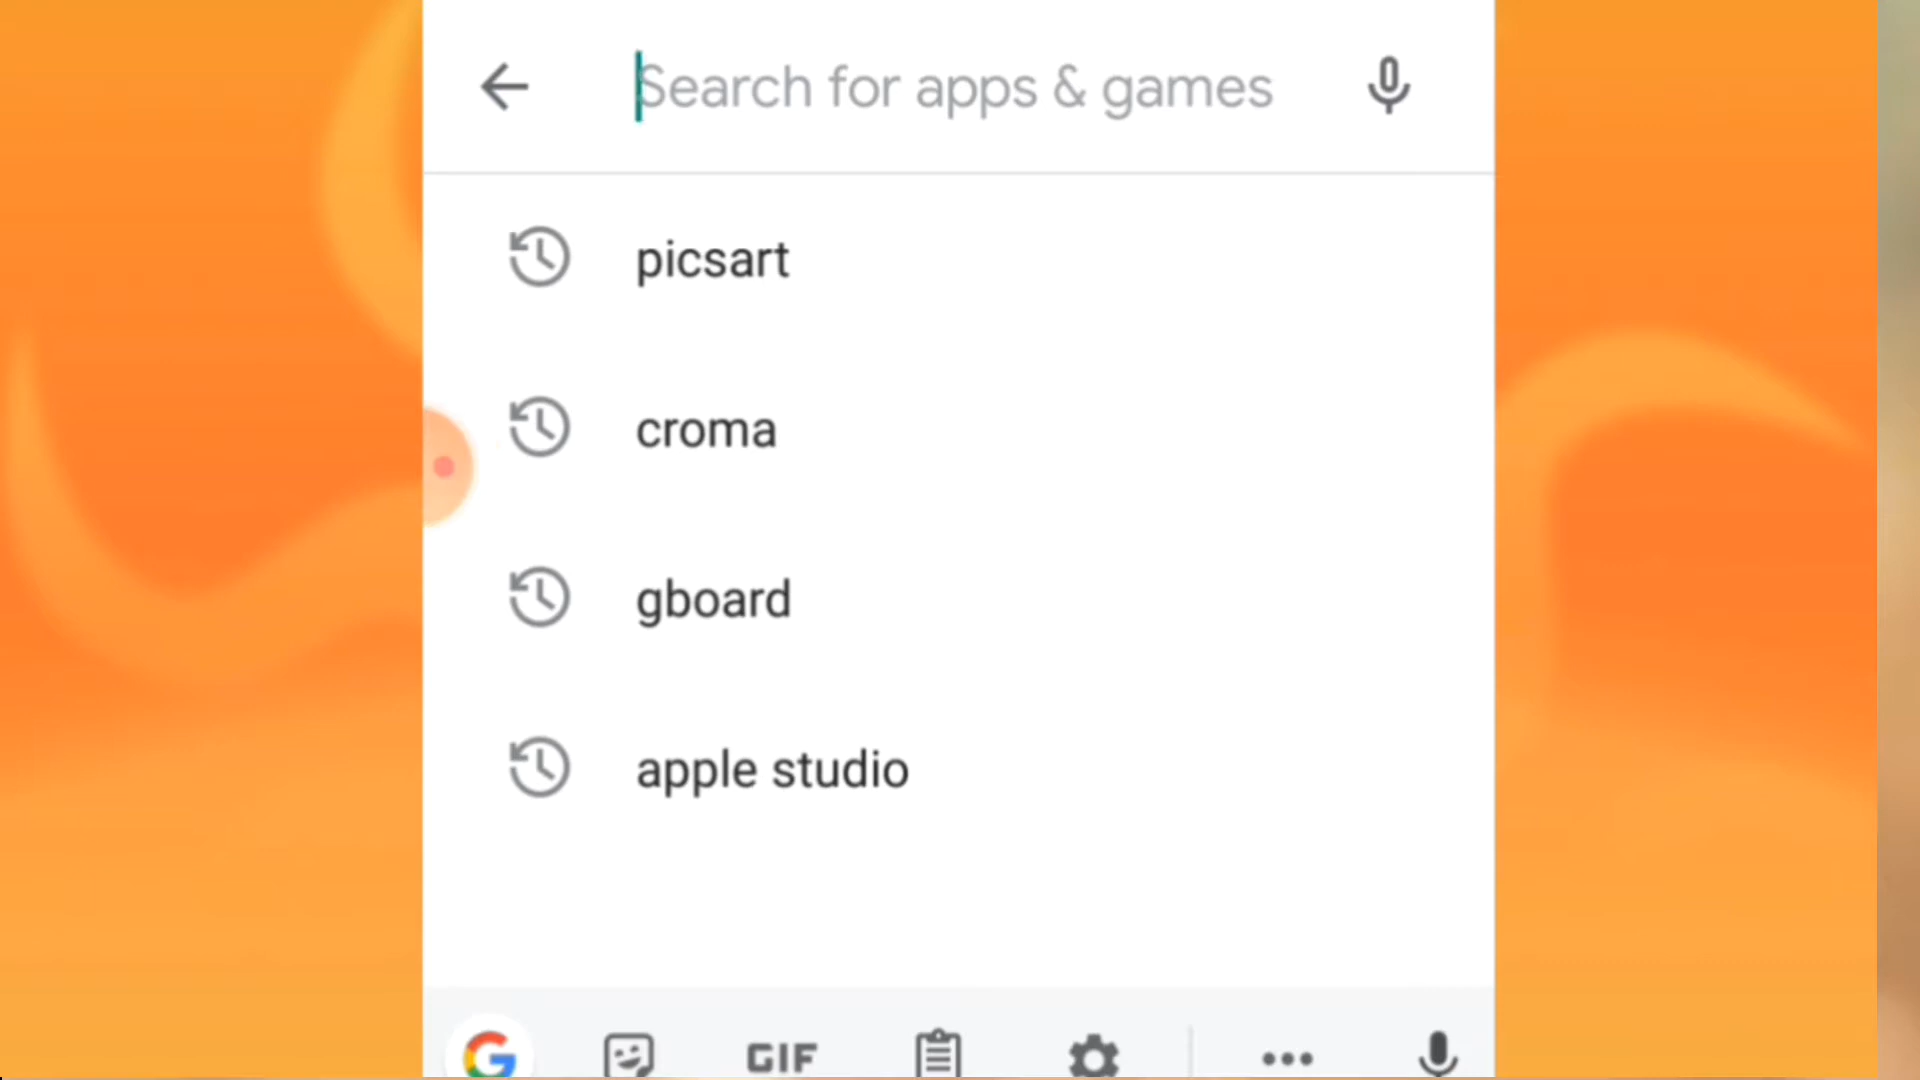 Search for apps & games
picsart
croma
gboard
apple studio
GIF